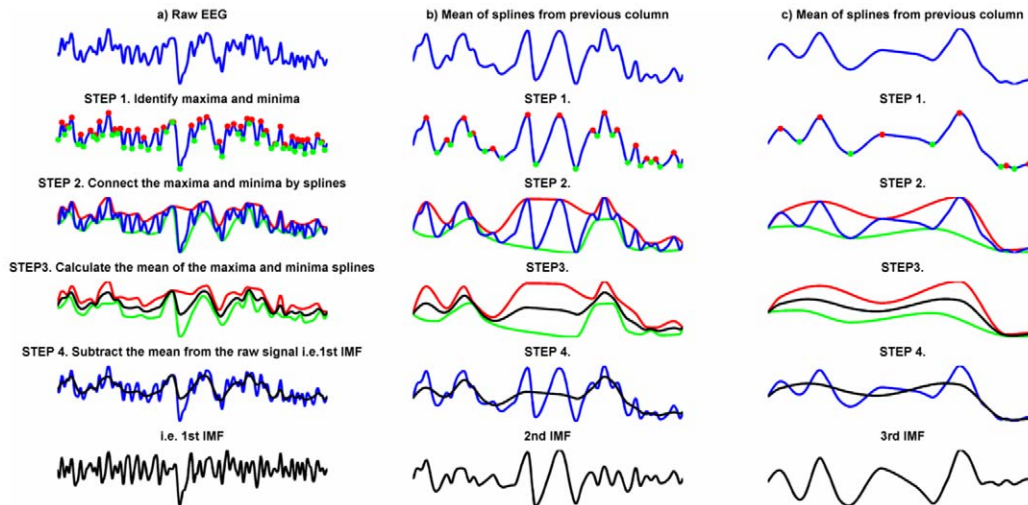 a) Raw EEG
STEP 1. Identify maxima and minima
STEP 2. Connect the maxima and minima by splines
STEP3. Calculate the mean of the maxima and minima splines
STEP 4. Subtract the mean from the raw signal i.e.1st IMF
i.e. 1st IMF
b) Mean of splines from previous column
STEP 1.
STEP 2.
STEP3.
STEP 4.
2nd IMF
c) Mean of splines from previous column
STEP 1.
STEP 2.
STEP3.
STEP 4.
3rd IMF